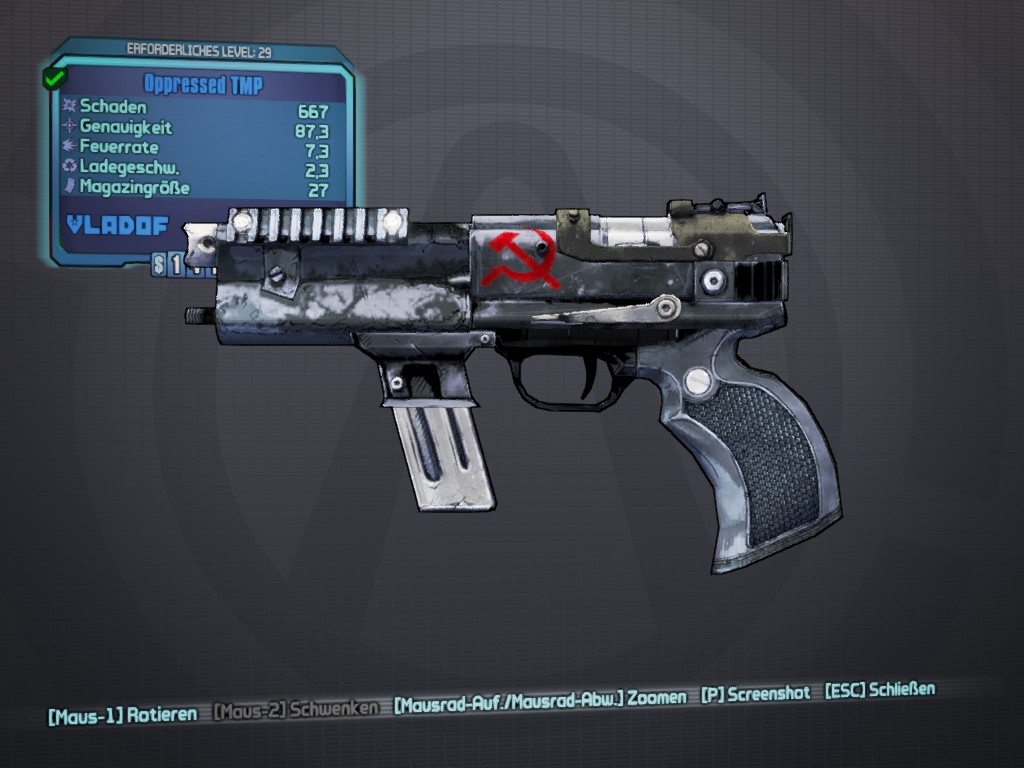 ERFORDERLICHES LEVEL: 29
Oppressed TMP
Schaden 667
Genauigkeit 87,3
Feuerrate 7,3
Ladegeschw. 2,3
Magazingröße 27
VLADOF
$ 1
[Maus-1] Rotieren [Maus-2] Schwenken [Mausrad-Auf./Mausrad-Abw.] Zoomen [P] Screenshot [ESC] Schließen